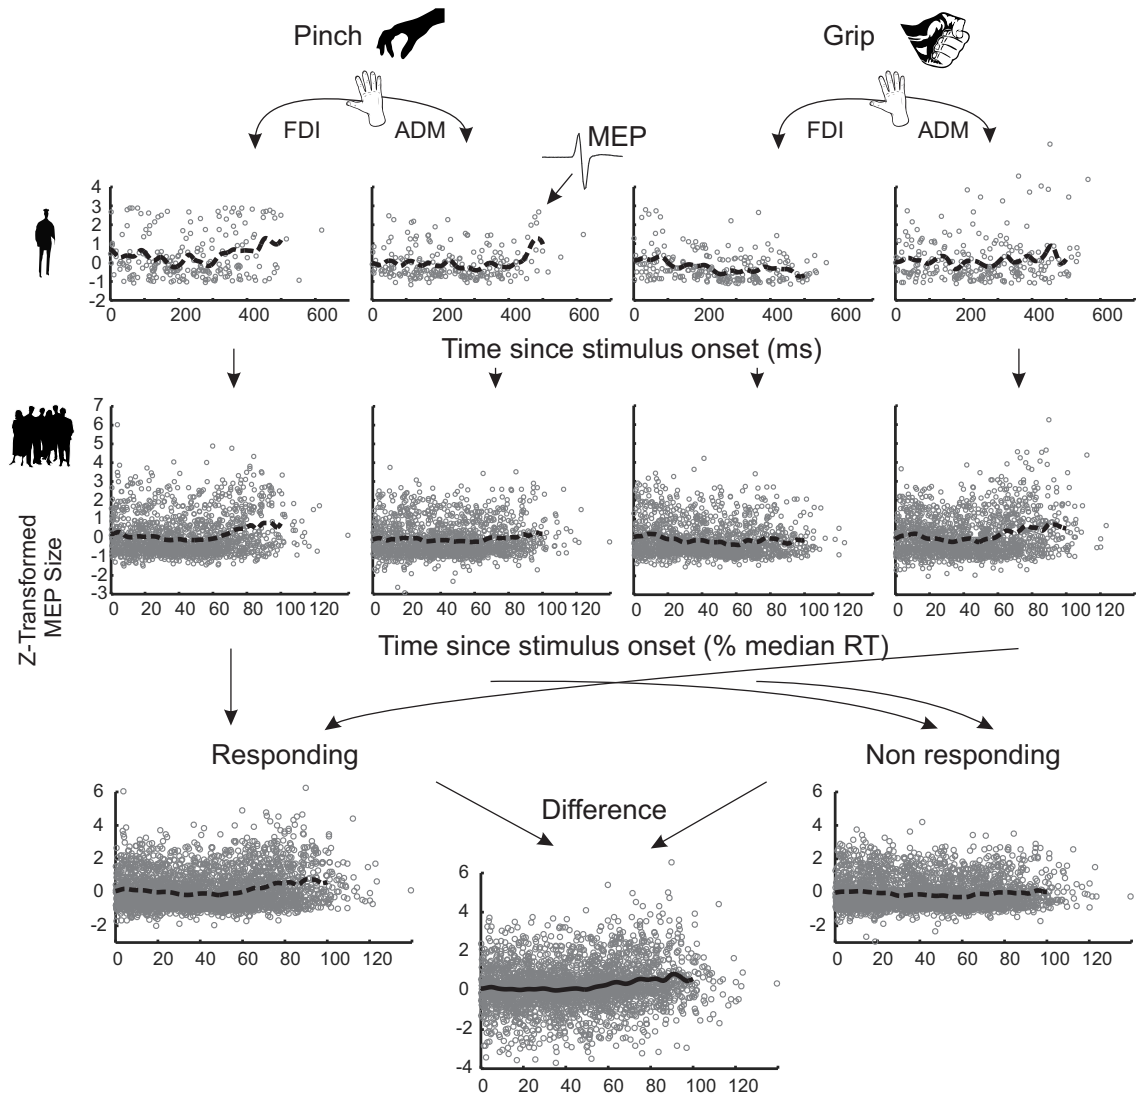 Pinch
Grip
FDI
ADM
MEP
FDI
ADM
4
3
2
1
0
-1
-2
0 200 400 600
0 200 400 600
0 200 400 600
0 200 400 600
Time since stimulus onset (ms)
7
6
5
4
3
2
1
0
-1
-2
-3
0 20 40 60 80 100 120
0 20 40 60 80 100 120
0 20 40 60 80 100 120
0 20 40 60 80 100 120
Z-Transformed
MEP Size
Time since stimulus onset (% median RT)
Responding
Non responding
Difference
6
4
2
0
-2
0 20 40 60 80 100 120
6
4
2
0
-2
-4
0 20 40 60 80 100 120
6
4
2
0
-2
0 20 40 60 80 100 120